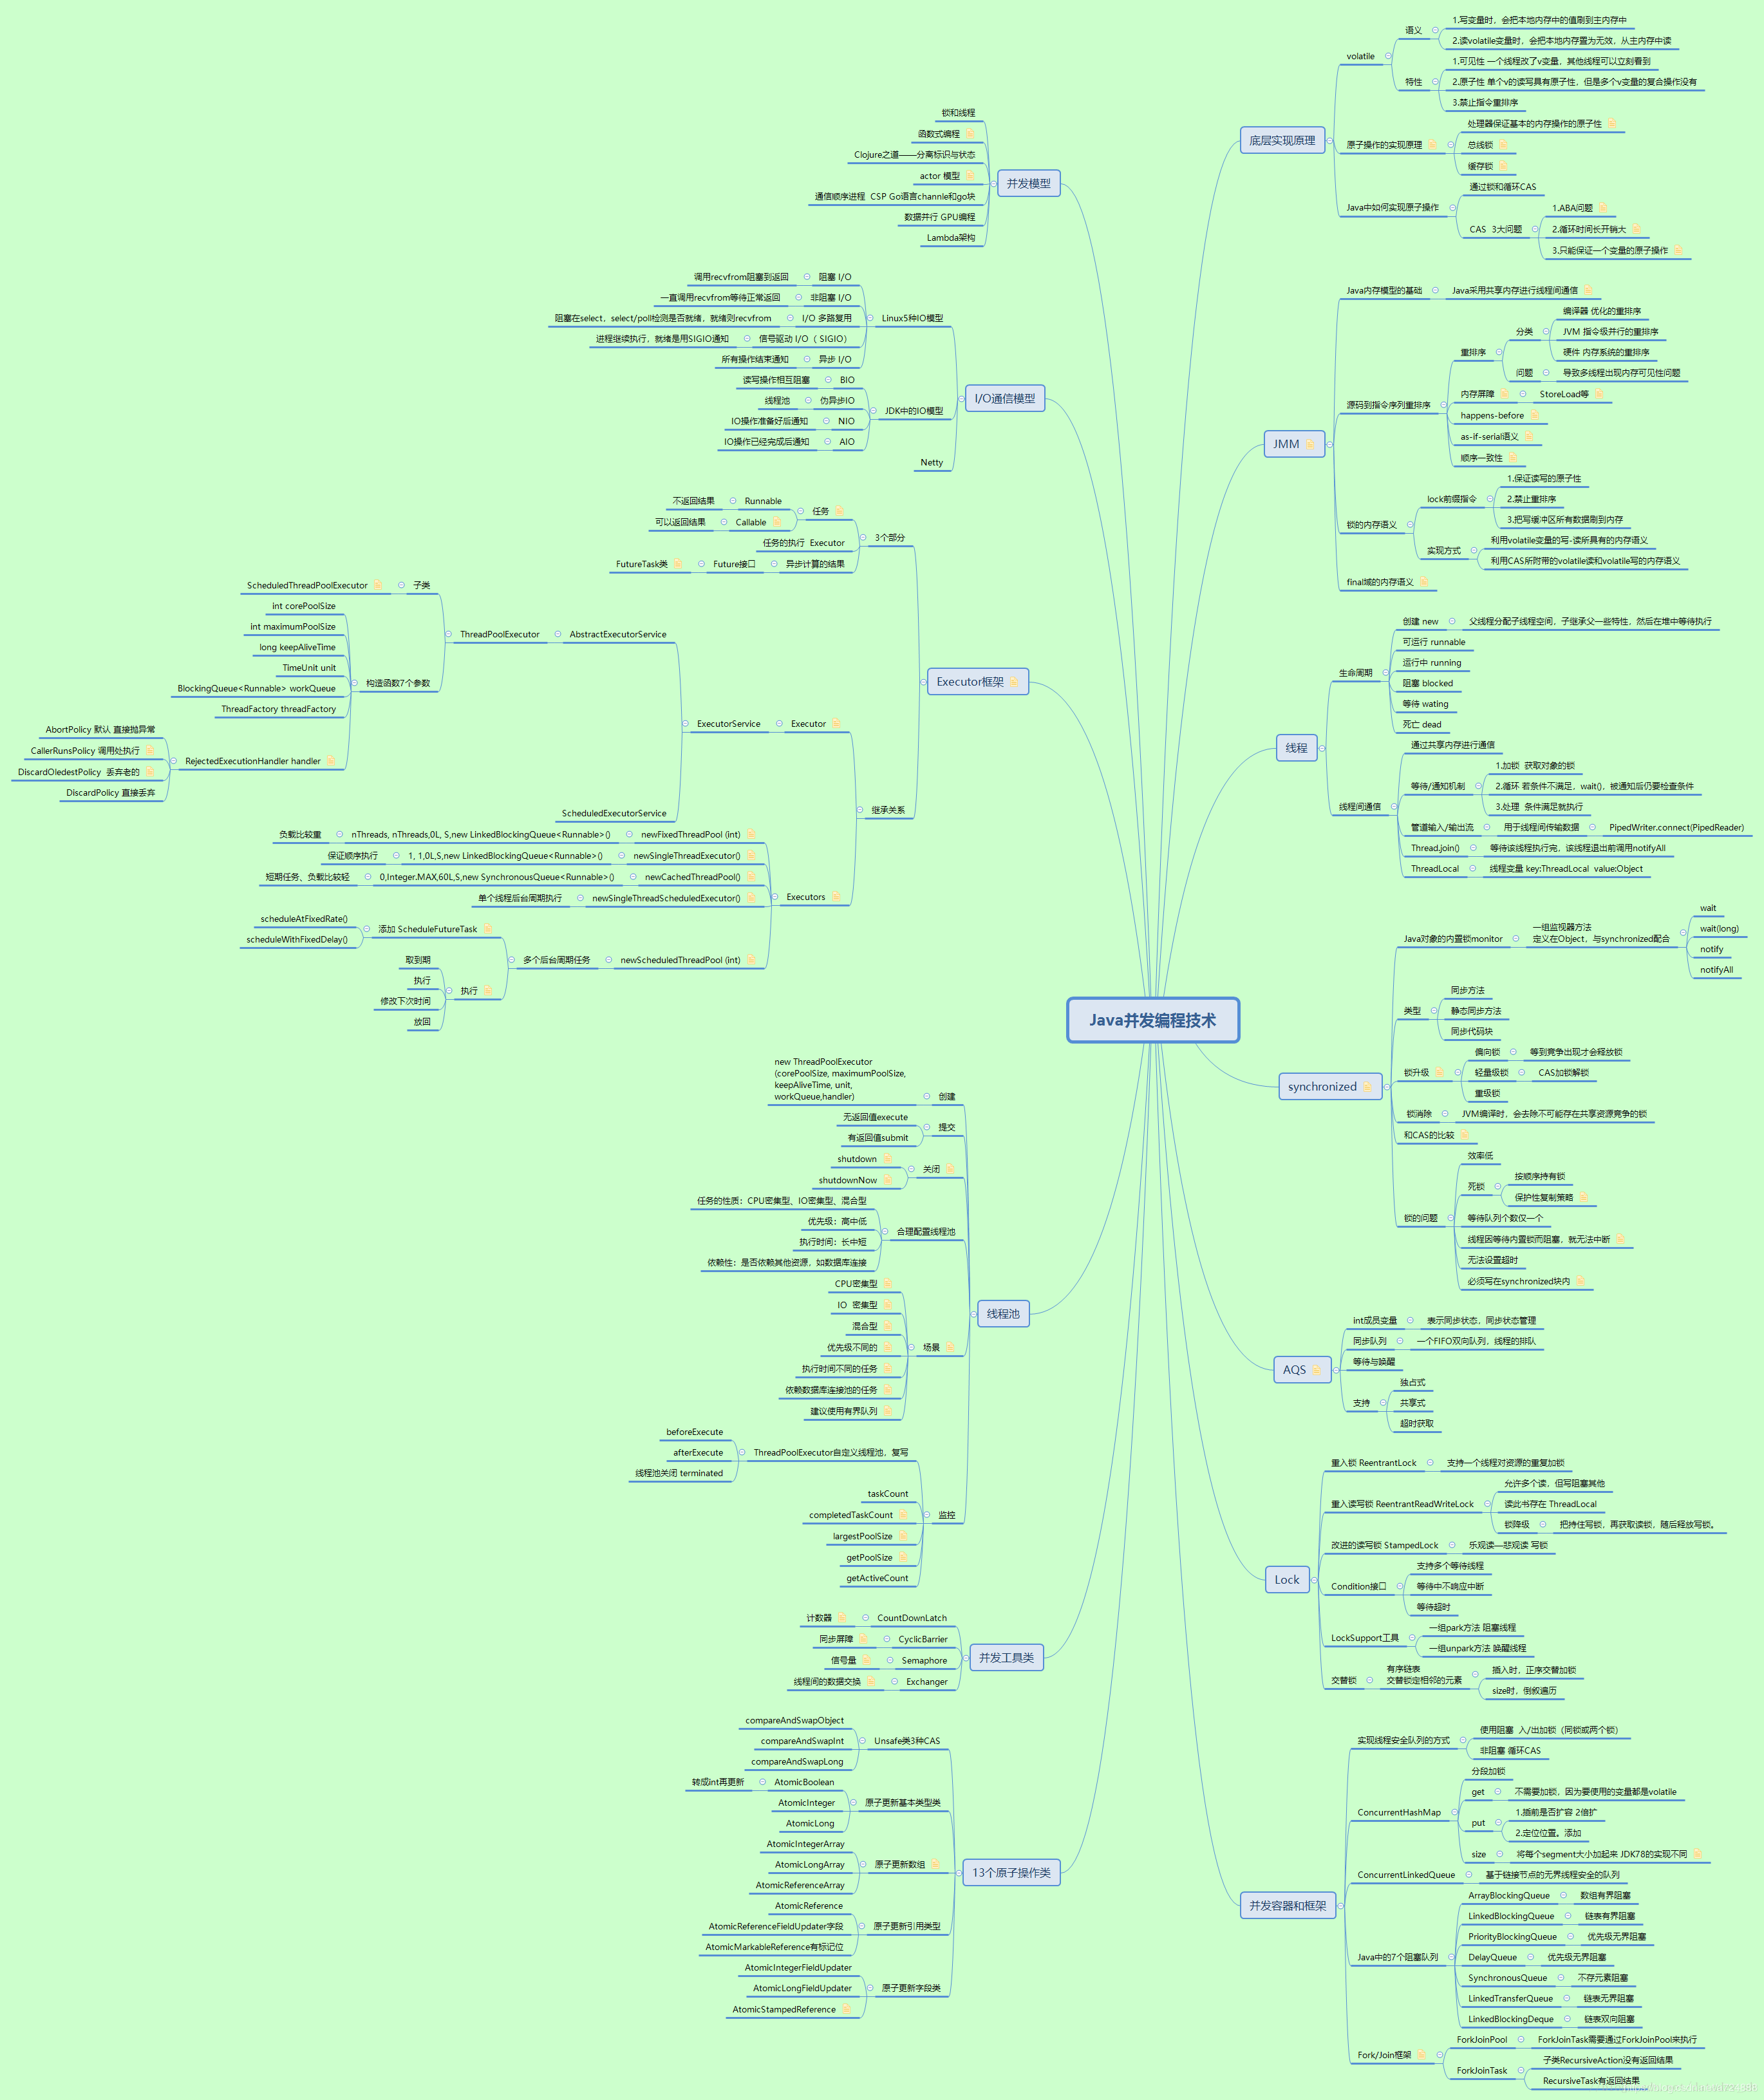 Java并发编程技术
底层实现原理
volatile
语义
1.写变量时，会把本地内存中的值刷到主内存中
2.读volatile变量时，会把本地内存置为无效，从主内存中读
特性
1.可见性 一个线程改了v变量，其他线程可以立刻看到
2.原子性 单个v的读写具有原子性，但是多个v变量的复合操作没有
3.禁止指令重排序
原子操作的实现原理
处理器保证基本的内存操作的原子性
总线锁
缓存锁
Java中如何实现原子操作
通过锁和循环CAS
CAS 3大问题
1.ABA问题
2.循环时间长开销大
3.只能保证一个变量的原子操作
JMM
Java内存模型的基础
Java采用共享内存进行线程间通信
源码到指令序列重排序
重排序
分类
编译器 优化的重排序
JVM 指令级并行的重排序
硬件 内存系统的重排序
问题
导致多线程出现内存可见性问题
内存屏障
StoreLoad等
happens-before
as-if-serial语义
顺序一致性
锁的内存语义
lock前缀指令
1.保证读写的原子性
2.禁止重排序
3.把写缓冲区所有数据刷到内存
实现方式
利用volatile变量的写-读所具有的内存语义
利用CAS所附带的volatile读和volatile写的内存语义
final域的内存语义
线程
生命周期
创建 new
父线程分配子线程空间，子继承父一些特性，然后在堆中等待执行
可运行 runnable
运行中 running
阻塞 blocked
等待 wating
死亡 dead
线程间通信
通过共享内存进行通信
等待/通知机制
1.加锁 获取对象的锁
2.循环 若条件不满足，wait()，被通知后仍要检查条件
3.处理 条件满足就执行
管道输入/输出流
用于线程间传输数据
PipedWriter.connect(PipedReader)
Thread.join()
等待该线程执行完，该线程退出前调用notifyAll
ThreadLocal
线程变量 key:ThreadLocal value:Object
synchronized
Java对象的内置锁monitor
一组监视器方法
定义在Object，与synchronized配合
wait
wait(long)
notify
notifyAll
类型
同步方法
静态同步方法
同步代码块
锁升级
偏向锁
等到竞争出现才会释放锁
轻量级锁
CAS加锁解锁
重级锁
锁消除
JVM编译时，会去除不可能存在共享资源竞争的锁
和CAS的比较
锁的问题
效率低
死锁
按顺序持有锁
保护性复制策略
等待队列个数仅一个
线程因等待内置锁而阻塞，就无法中断
无法设置超时
必须写在synchronized块内
AQS
int成员变量
表示同步状态，同步状态管理
同步队列
一个FIFO双向队列，线程的排队
等待与唤醒
支持
独占式
共享式
超时获取
Lock
重入锁 ReentrantLock
支持一个线程对资源的重复加锁
重入读写锁 ReentrantReadWriteLock
允许多个读，但写阻塞其他
读此书存在 ThreadLocal
锁降级
把持住写锁，再获取读锁，随后释放写锁。
改进的读写锁 StampedLock
乐观读—悲观读 写锁
Condition接口
支持多个等待线程
等待中不响应中断
等待超时
LockSupport工具
一组park方法 阻塞线程
一组unpark方法 唤醒线程
交替锁
有序链表
交替锁定相邻的元素
插入时，正序交替加锁
size时，倒叙遍历
并发容器和框架
实现线程安全队列的方式
使用阻塞 入/出加锁（同锁或两个锁）
非阻塞 循环CAS
ConcurrentHashMap
分段加锁
get
不需要加锁，因为要使用的变量都是volatile
put
1.插前是否扩容 2倍扩
2.定位位置。添加
size
将每个segment大小加起来 JDK78的实现不同
ConcurrentLinkedQueue
基于链接节点的无界线程安全的队列
Java中的7个阻塞队列
ArrayBlockingQueue
数组有界阻塞
LinkedBlockingQueue
链表有界阻塞
PriorityBlockingQueue
优先级无界阻塞
DelayQueue
优先级无界阻塞
SynchronousQueue
不存元素阻塞
LinkedTransferQueue
链表无界阻塞
LinkedBlockingDeque
链表双向阻塞
Fork/Join框架
ForkJoinPool
ForkJoinTask需要通过ForkJoinPool来执行
ForkJoinTask
子类RecursiveAction没有返回结果
RecursiveTask有返回结果
并发模型
锁和线程
函数式编程
Clojure之道——分离标识与状态
actor 模型
通信顺序进程 CSP Go语言channle和go块
数据并行 GPU编程
Lambda架构
I/O通信模型
Linux5种IO模型
阻塞 I/O
调用recvfrom阻塞到返回
非阻塞 I/O
一直调用recvfrom等待正常返回
I/O 多路复用
阻塞在select，select/poll检测是否就绪，就绪则recvfrom
信号驱动 I/O（ SIGIO）
进程继续执行，就绪是用SIGIO通知
异步 I/O
所有操作结束通知
JDK中的IO模型
BIO
读写操作相互阻塞
伪异步IO
线程池
NIO
IO操作准备好后通知
AIO
IO操作已经完成后通知
Netty
Executor框架
3个部分
任务
Runnable
不返回结果
Callable
可以返回结果
任务的执行 Executor
异步计算的结果
Future接口
FutureTask类
继承关系
Executor
ExecutorService
AbstractExecutorService
ThreadPoolExecutor
子类
ScheduledThreadPoolExecutor
构造函数7个参数
int corePoolSize
int maximumPoolSize
long keepAliveTime
TimeUnit unit
BlockingQueue<Runnable> workQueue
ThreadFactory threadFactory
RejectedExecutionHandler handler
AbortPolicy 默认 直接抛异常
CallerRunsPolicy 调用处执行
DiscardOledestPolicy 丢弃老的
DiscardPolicy 直接丢弃
ScheduledExecutorService
Executors
newFixedThreadPool (int)
nThreads, nThreads,0L, S,new LinkedBlockingQueue<Runnable>()
负载比较重
newSingleThreadExecutor()
1, 1,0L,S,new LinkedBlockingQueue<Runnable>()
保证顺序执行
newCachedThreadPool()
0,Integer.MAX,60L,S,new SynchronousQueue<Runnable>()
短期任务、负载比较轻
newSingleThreadScheduledExecutor()
单个线程后台周期执行
newScheduledThreadPool (int)
多个后台周期任务
添加 ScheduleFutureTask
scheduleAtFixedRate()
scheduleWithFixedDelay()
执行
取到期
执行
修改下次时间
放回
线程池
创建
new ThreadPoolExecutor
(corePoolSize, maximumPoolSize,
keepAliveTime, unit,
workQueue,handler)
提交
无返回值execute
有返回值submit
关闭
shutdown
shutdownNow
合理配置线程池
任务的性质：CPU密集型、IO密集型、混合型
优先级：高中低
执行时间：长中短
依赖性：是否依赖其他资源，如数据库连接
场景
CPU密集型
IO 密集型
混合型
优先级不同的
执行时间不同的任务
依赖数据库连接池的任务
建议使用有界队列
监控
ThreadPoolExecutor自定义线程池，复写
beforeExecute
afterExecute
线程池关闭 terminated
taskCount
completedTaskCount
largestPoolSize
getPoolSize
getActiveCount
并发工具类
CountDownLatch
计数器
CyclicBarrier
同步屏障
Semaphore
信号量
Exchanger
线程间的数据交换
13个原子操作类
Unsafe类3种CAS
compareAndSwapObject
compareAndSwapInt
compareAndSwapLong
原子更新基本类型类
AtomicBoolean
转成int再更新
AtomicInteger
AtomicLong
原子更新数组
AtomicIntegerArray
AtomicLongArray
AtomicReferenceArray
原子更新引用类型
AtomicReference
AtomicReferenceFieldUpdater字段
AtomicMarkableReference有标记位
原子更新字段类
AtomicIntegerFieldUpdater
AtomicLongFieldUpdater
AtomicStampedReference